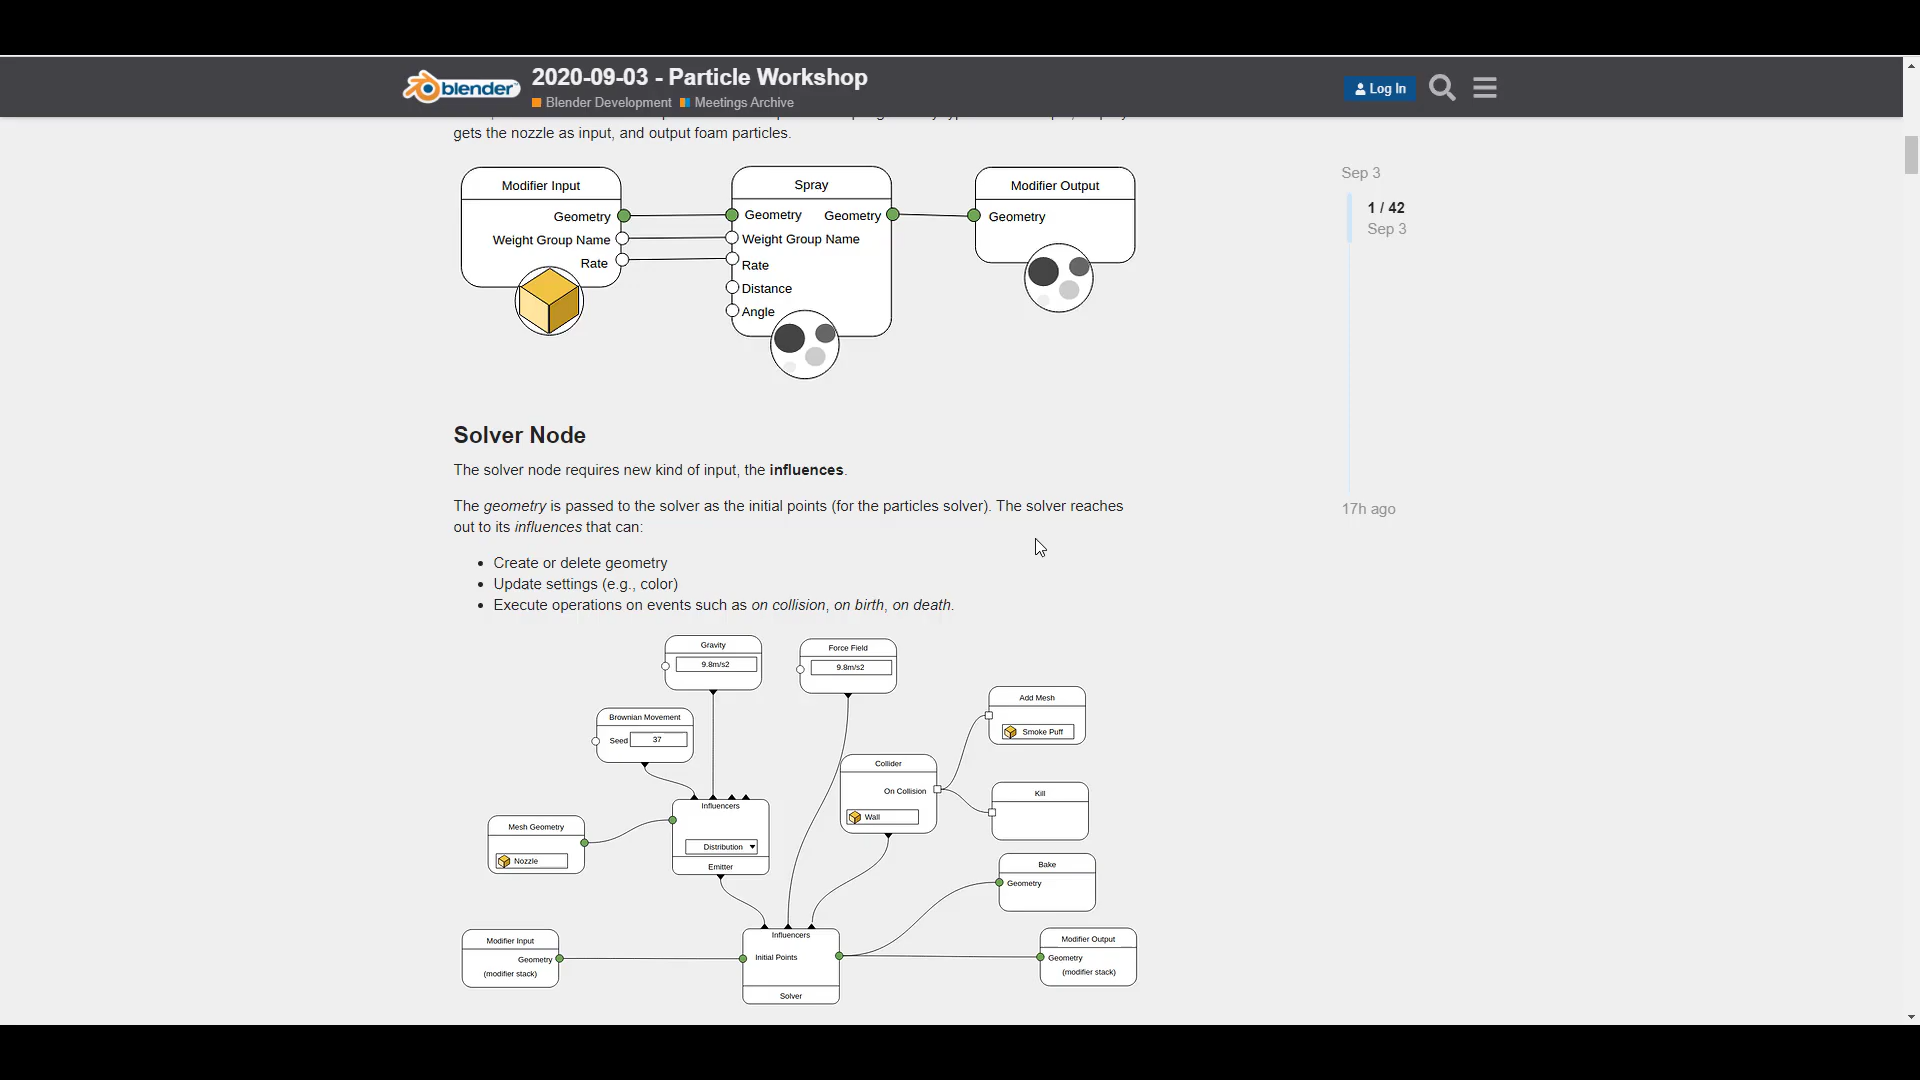 blender
2020-09-03 - Particle Workshop
Blender Development Meetings Archive
Log In
gets the nozzle as input, and output foam particles.
Modifier Input
Geometry
Weight Group Name
Rate
Spray
Geometry Geometry
Weight Group Name
Rate
Distance
Angle
Modifier Output
Geometry
Sep 3
1 / 42
Sep 3
17h ago
Solver Node
The solver node requires new kind of input, the influences.
The geometry is passed to the solver as the initial points (for the particles solver). The solver reaches
out to its influences that can:
• Create or delete geometry
• Update settings (e.g., color)
• Execute operations on events such as on collision, on birth, on death.
Gravity
9.8m/s2
Force Field
9.8m/s2
Brownian Movement
Seed 37
Add Mesh
Smoke Puff
Collider
On Collision
Wall
Kill
Influencers
Distribution
Emitter
Mesh Geometry
Nozzle
Bake
Geometry
Modifier Input
Geometry
(modifier stack)
Influencers
Initial Points
Solver
Modifier Output
Geometry
(modifier stack)